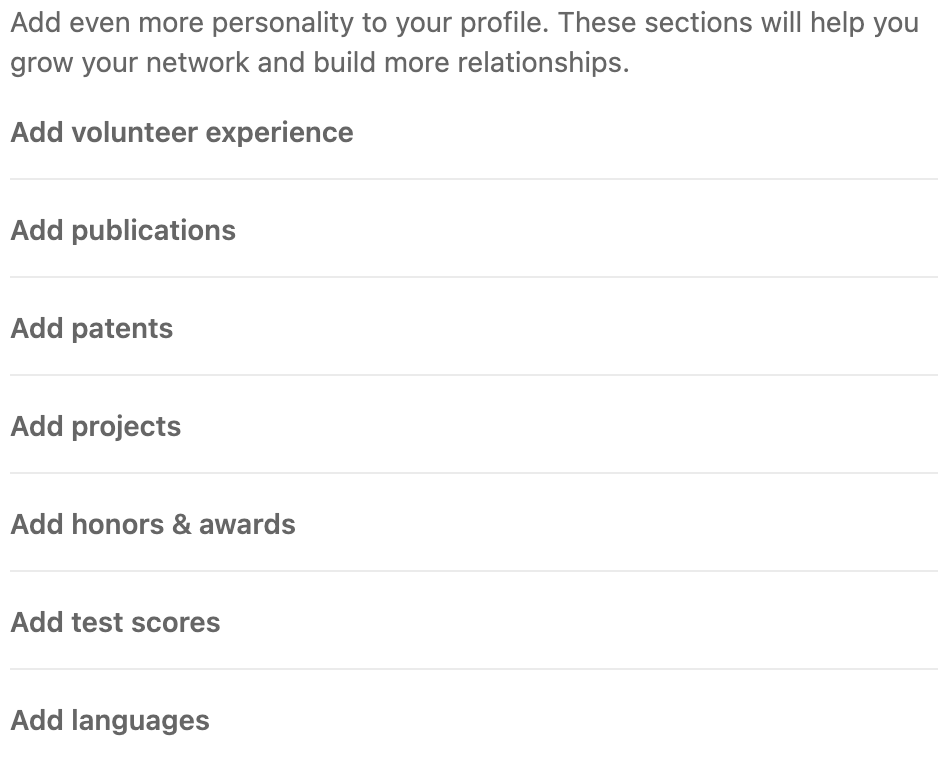 Add even more personality to your profile. These sections will help you
grow your network and build more relationships.
Add volunteer experience
Add publications
Add patents
Add projects
Add honors & awards
Add test scores
Add languages